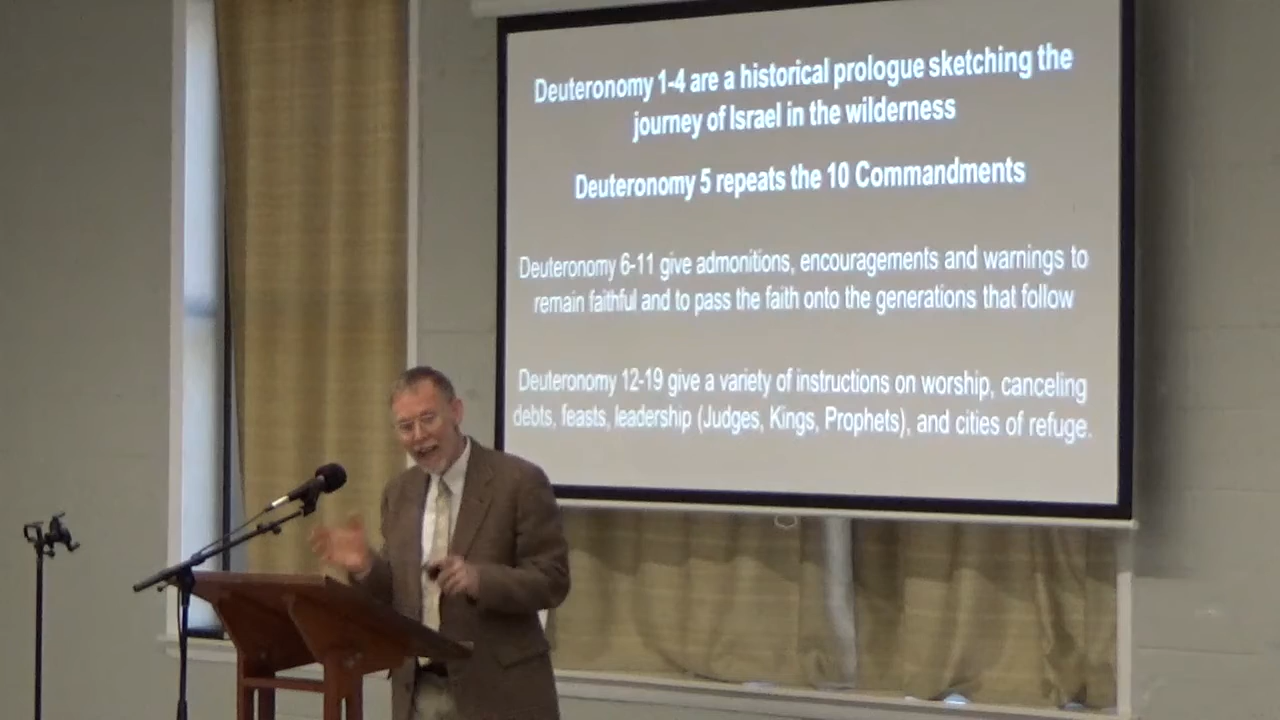 Deuteronomy 1-4 are a historical prologue sketching the
journey of Israel in the wilderness
Deuteronomy 5 repeats the 10 Commandments
Deuteronomy 6-11 give admonitions, encouragements and warnings to
remain faithful and to pass the faith onto the generations that follow
Deuteronomy 12-19 give a variety of instructions on worship, canceling
debts, feasts, leadership (Judges, Kings, Prophets), and cities of refuge.